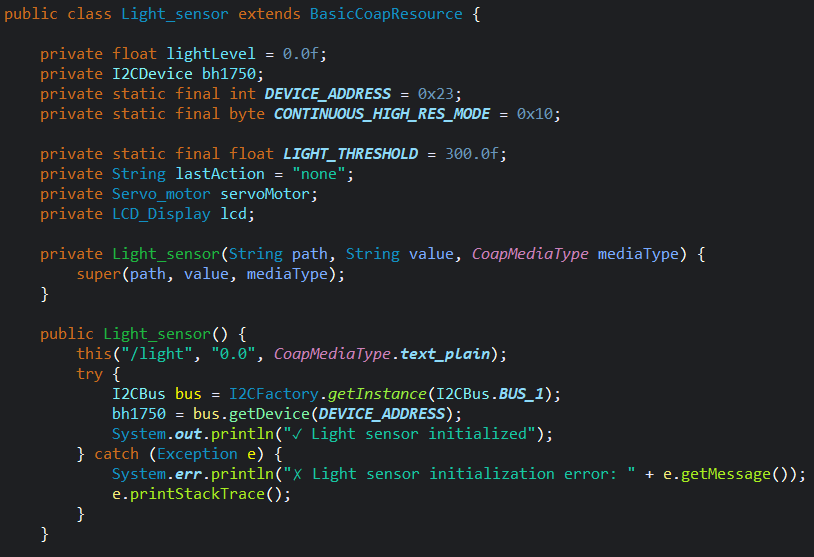 public class Light_sensor extends BasicCoapResource {
private float lightLevel = 0.0f;
private I2CDevice bh1750;
private static final int DEVICE_ADDRESS = 0x23;
private static final byte CONTINUOUS_HIGH_RES_MODE = 0x10;
private static final float LIGHT_THRESHOLD = 300.0f;
private String lastAction = "none";
private Servo_motor servoMotor;
private LCD_Display lcd;
private Light_sensor(String path, String value, CoapMediaType mediaType) {
super(path, value, mediaType);
}
public Light_sensor() {
this("/light", "0.0", CoapMediaType.text_plain);
try {
I2CBus bus = I2CFactory.getInstance(I2CBus.BUS_1);
bh1750 = bus.getDevice(DEVICE_ADDRESS);
System.out.println("✓ Light sensor initialized");
} catch (Exception e) {
System.err.println("✗ Light sensor initialization error: " + e.getMessage());
e.printStackTrace();
}
}